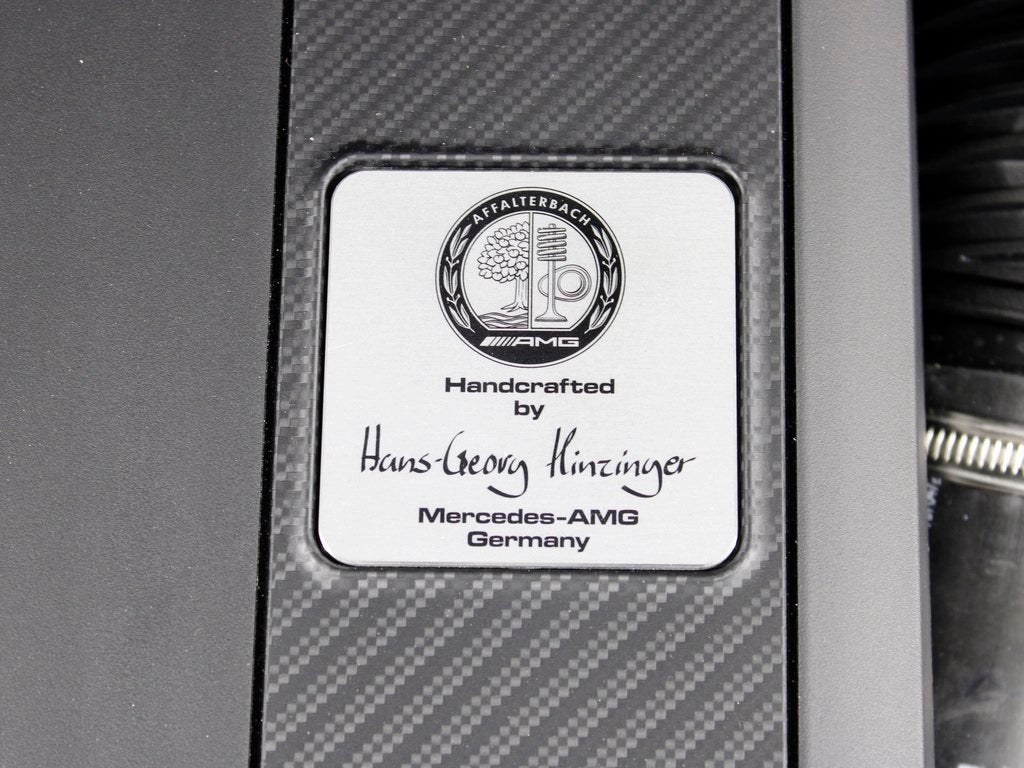 AFFALTERBACH
AMG
Handcrafted
by
Hans-Georg Hinzinger
Mercedes-AMG
Germany